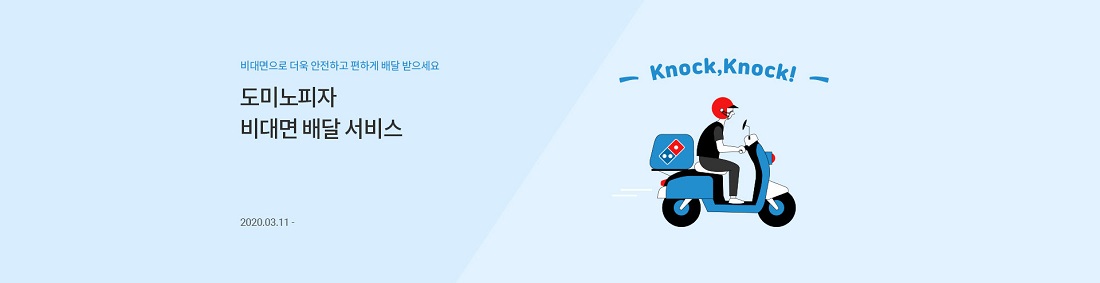 비대면으로 더욱 안전하고 편하게 배달 받으세요
도미노피자
비대면 배달 서비스
2020.03.11 -
Knock,Knock!